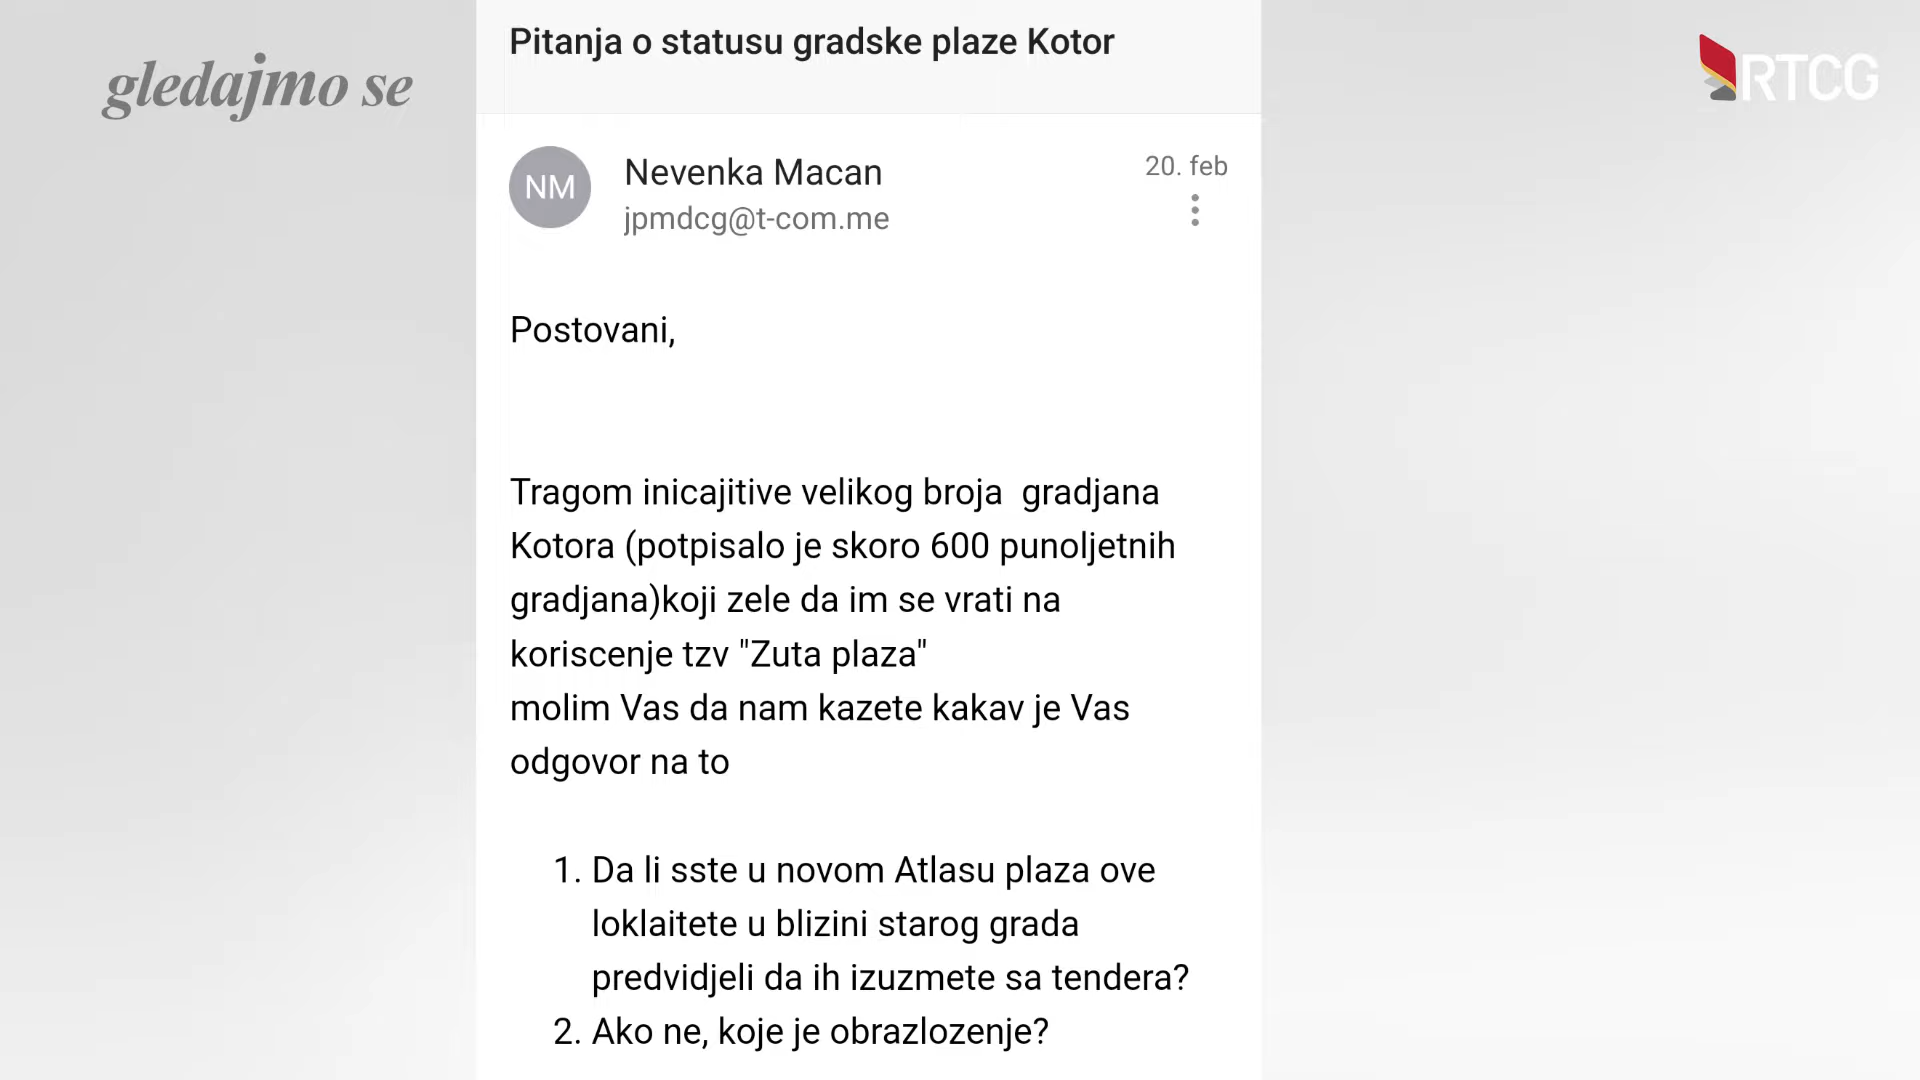 Pitanja o statusu gradske plaze Kotor
gledajmo se
RTCG
NM
Nevenka Macan
20. feb
jpmdcg@t-com.me
Postovani,
Tragom inicajitive velikog broja  gradjana
Kotora (potpisalo je skoro 600 punoljetnih
gradjana)koji zele da im se vrati na
koriscenje tzv "Zuta plaza"
molim Vas da nam kazete kakav je Vas
odgovor na to
1. Da li sste u novom Atlasu plaza ove
loklaitete u blizini starog grada
predvidjeli da ih izuzmete sa tendera?
2. Ako ne, koje je obrazlozenje?